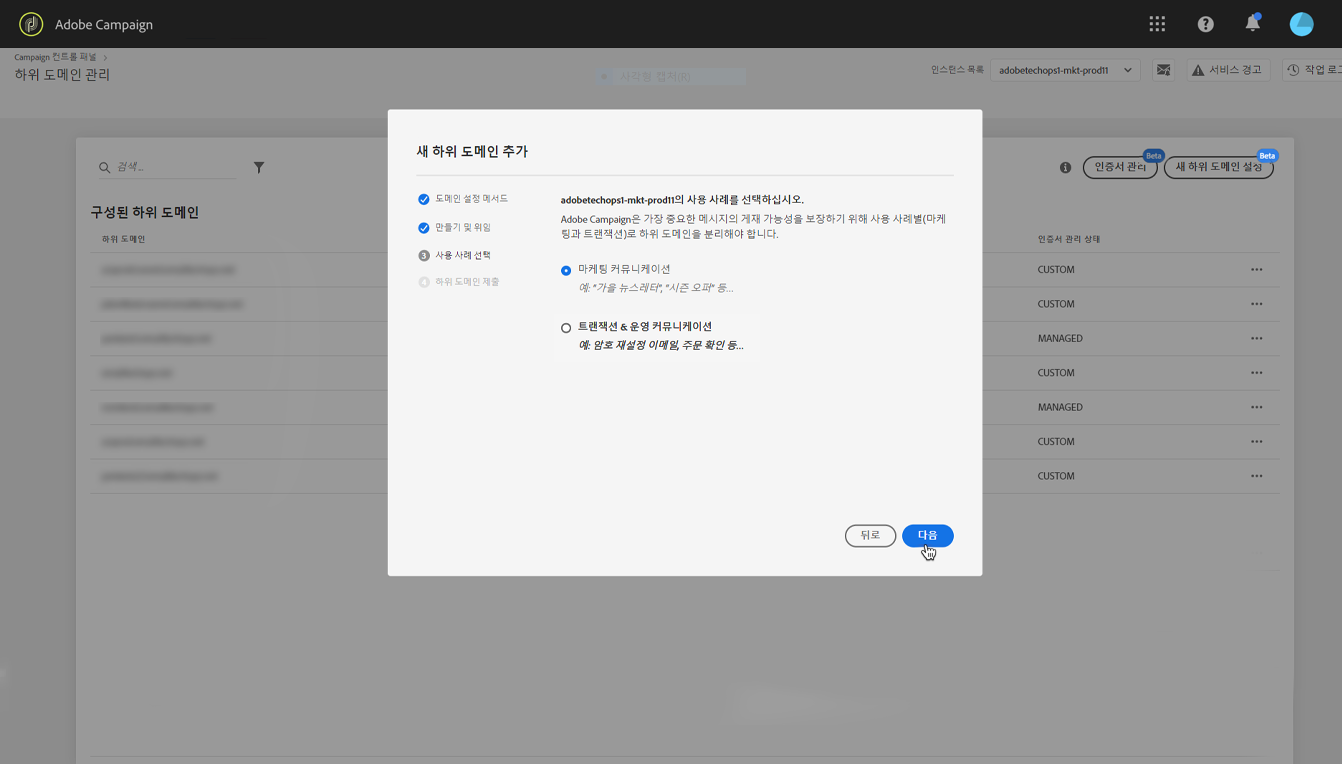 Adobe Campaign
Campaign 컨트롤 패널
하위 도메인 관리
사각형 캡처(R)
인스턴스 목록
adobetechops1-mkt-prod11
서비스 경고
작업 로그
검색...
Beta
인증서 관리
Beta
새 하위 도메인 설정
구성된 하위 도메인
하위 도메인
인증서 관리 상태
CUSTOM
CUSTOM
MANAGED
CUSTOM
MANAGED
CUSTOM
CUSTOM
새 하위 도메인 추가
도메인 설정 메서드
만들기 및 위임
3 사용 사례 선택
4 하위 도메인 제출
adobetechops1-mkt-prod11의 사용 사례를 선택하십시오.
Adobe Campaign은 가장 중요한 메시지의 게재 가능성을 보장하기 위해 사용 사례별(마케
팅과 트랜잭션)로 하위 도메인을 분리해야 합니다.
마케팅 커뮤니케이션
예: "가을 뉴스레터", "시즌 오퍼" 등...
트랜잭션 & 운영 커뮤니케이션
예: 암호 재설정 이메일, 주문 확인 등...
뒤로
다음